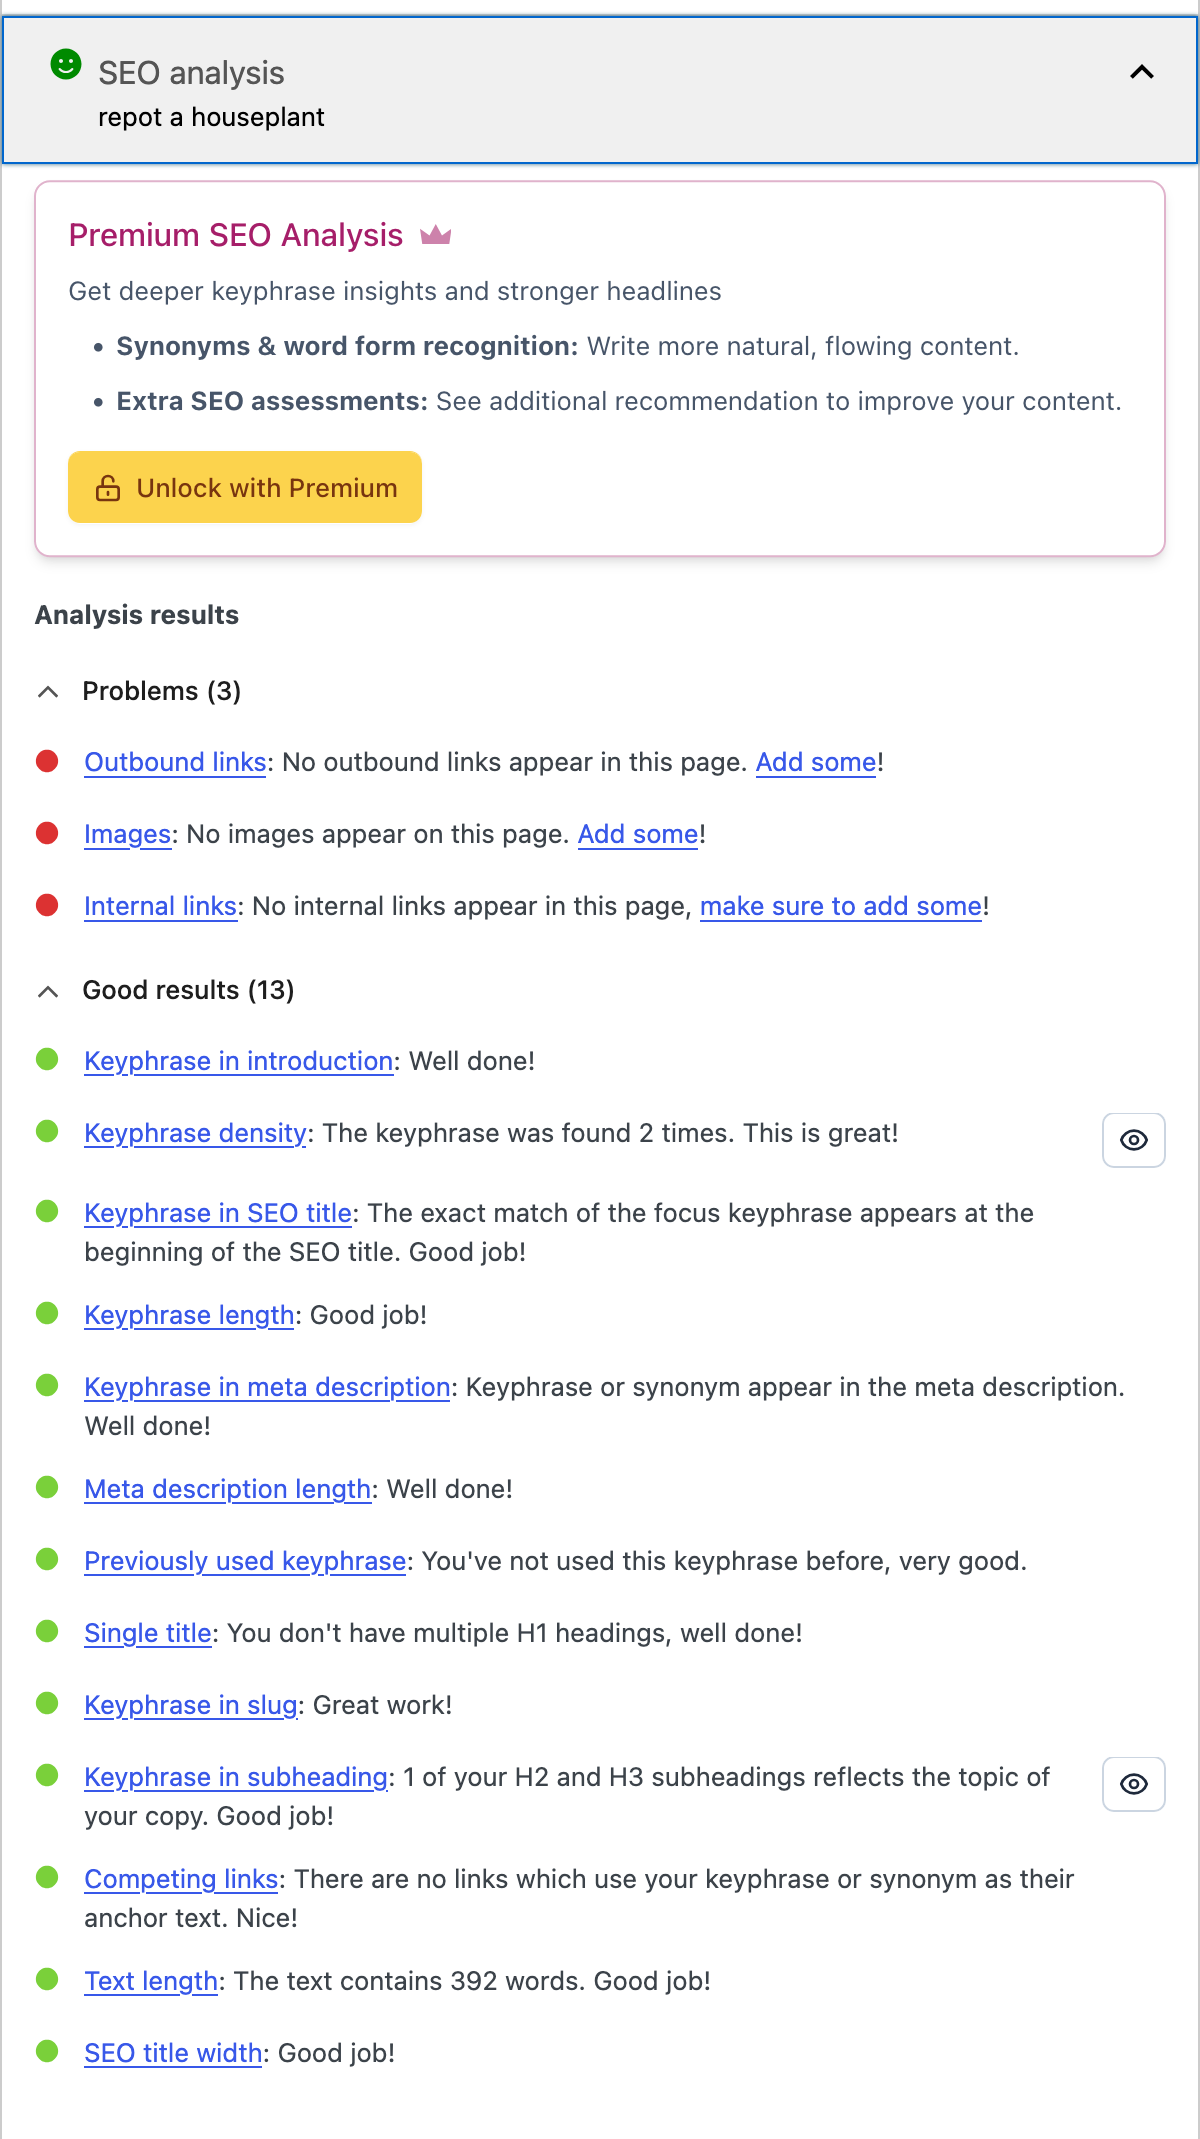 SEO analysis
repot a houseplant
Premium SEO Analysis
Get deeper keyphrase insights and stronger headlines
• Synonyms & word form recognition: Write more natural, flowing content.
• Extra SEO assessments: See additional recommendation to improve your content.
Unlock with Premium
Analysis results
Problems (3)
Outbound links: No outbound links appear in this page. Add some!
Images: No images appear on this page. Add some!
Internal links: No internal links appear in this page, make sure to add some!
Good results (13)
Keyphrase in introduction: Well done!
Keyphrase density: The keyphrase was found 2 times. This is great!
Keyphrase in SEO title: The exact match of the focus keyphrase appears at the
beginning of the SEO title. Good job!
Keyphrase length: Good job!
Keyphrase in meta description: Keyphrase or synonym appear in the meta description.
Well done!
Meta description length: Well done!
Previously used keyphrase: You've not used this keyphrase before, very good.
Single title: You don't have multiple H1 headings, well done!
Keyphrase in slug: Great work!
Keyphrase in subheading: 1 of your H2 and H3 subheadings reflects the topic of
your copy. Good job!
Competing links: There are no links which use your keyphrase or synonym as their
anchor text. Nice!
Text length: The text contains 392 words. Good job!
SEO title width: Good job!